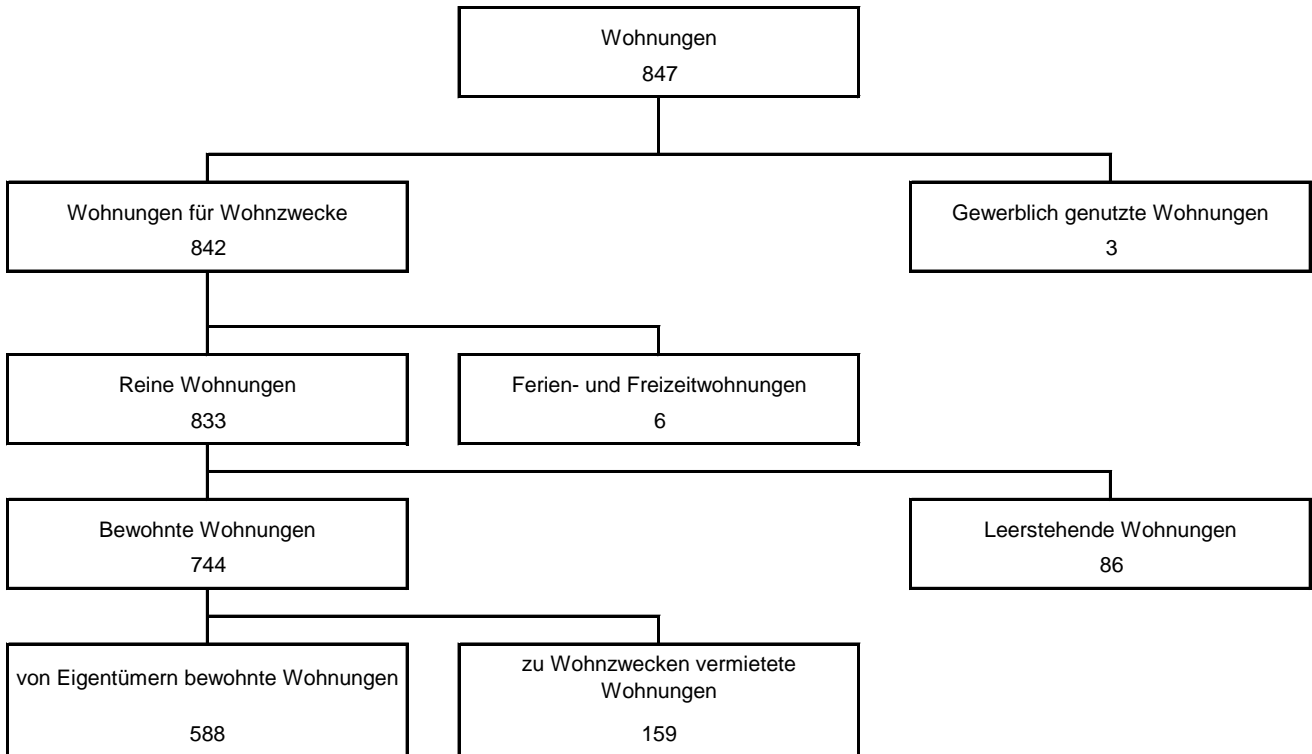 Wohnungen
847
Wohnungen für Wohnzwecke
842
Gewerblich genutzte Wohnungen
3
Reine Wohnungen
833
Ferien- und Freizeitwohnungen
6
Bewohnte Wohnungen
744
Leerstehende Wohnungen
86
von Eigentümern bewohnte Wohnungen
588
zu Wohnzwecken vermietete
Wohnungen
159